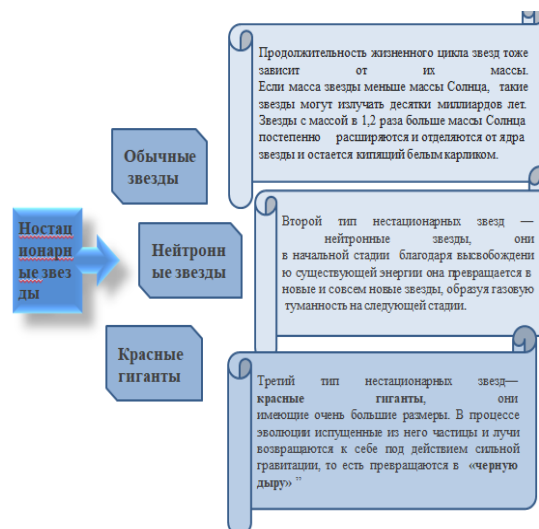 Ностац
ионарн
ые звез
ды
Обычные
звезды
Нейтронн
ые звезды
Красные
гиганты
Продолжительность жизненного цикла звезд тоже
зависит от их массы.
Если масса звезды меньше массы Солнца, такие
звезды могут излучать десятки миллиардов лет.
Звезды с массой в 1,2 раза больше массы Солнца
постепенно расширяются и отделяются от ядра
звезды и остается кипящий белым карликом.
Второй тип нестационарных звезд —
нейтронные звезды, они
в начальной стадии благодаря высвобождени
ю существующей энергии она превращается в
новые и совсем новые звезды, образуя газовую
туманность на следующей стадии.
Третий тип нестационарных звезд—
красные гиганты, они
имеющие очень большие размеры. В процессе
эволюции испущенные из него частицы и лучи
возвращаются к себе под действием сильной
гравитации, то есть превращаются в «черную
дыру» ”